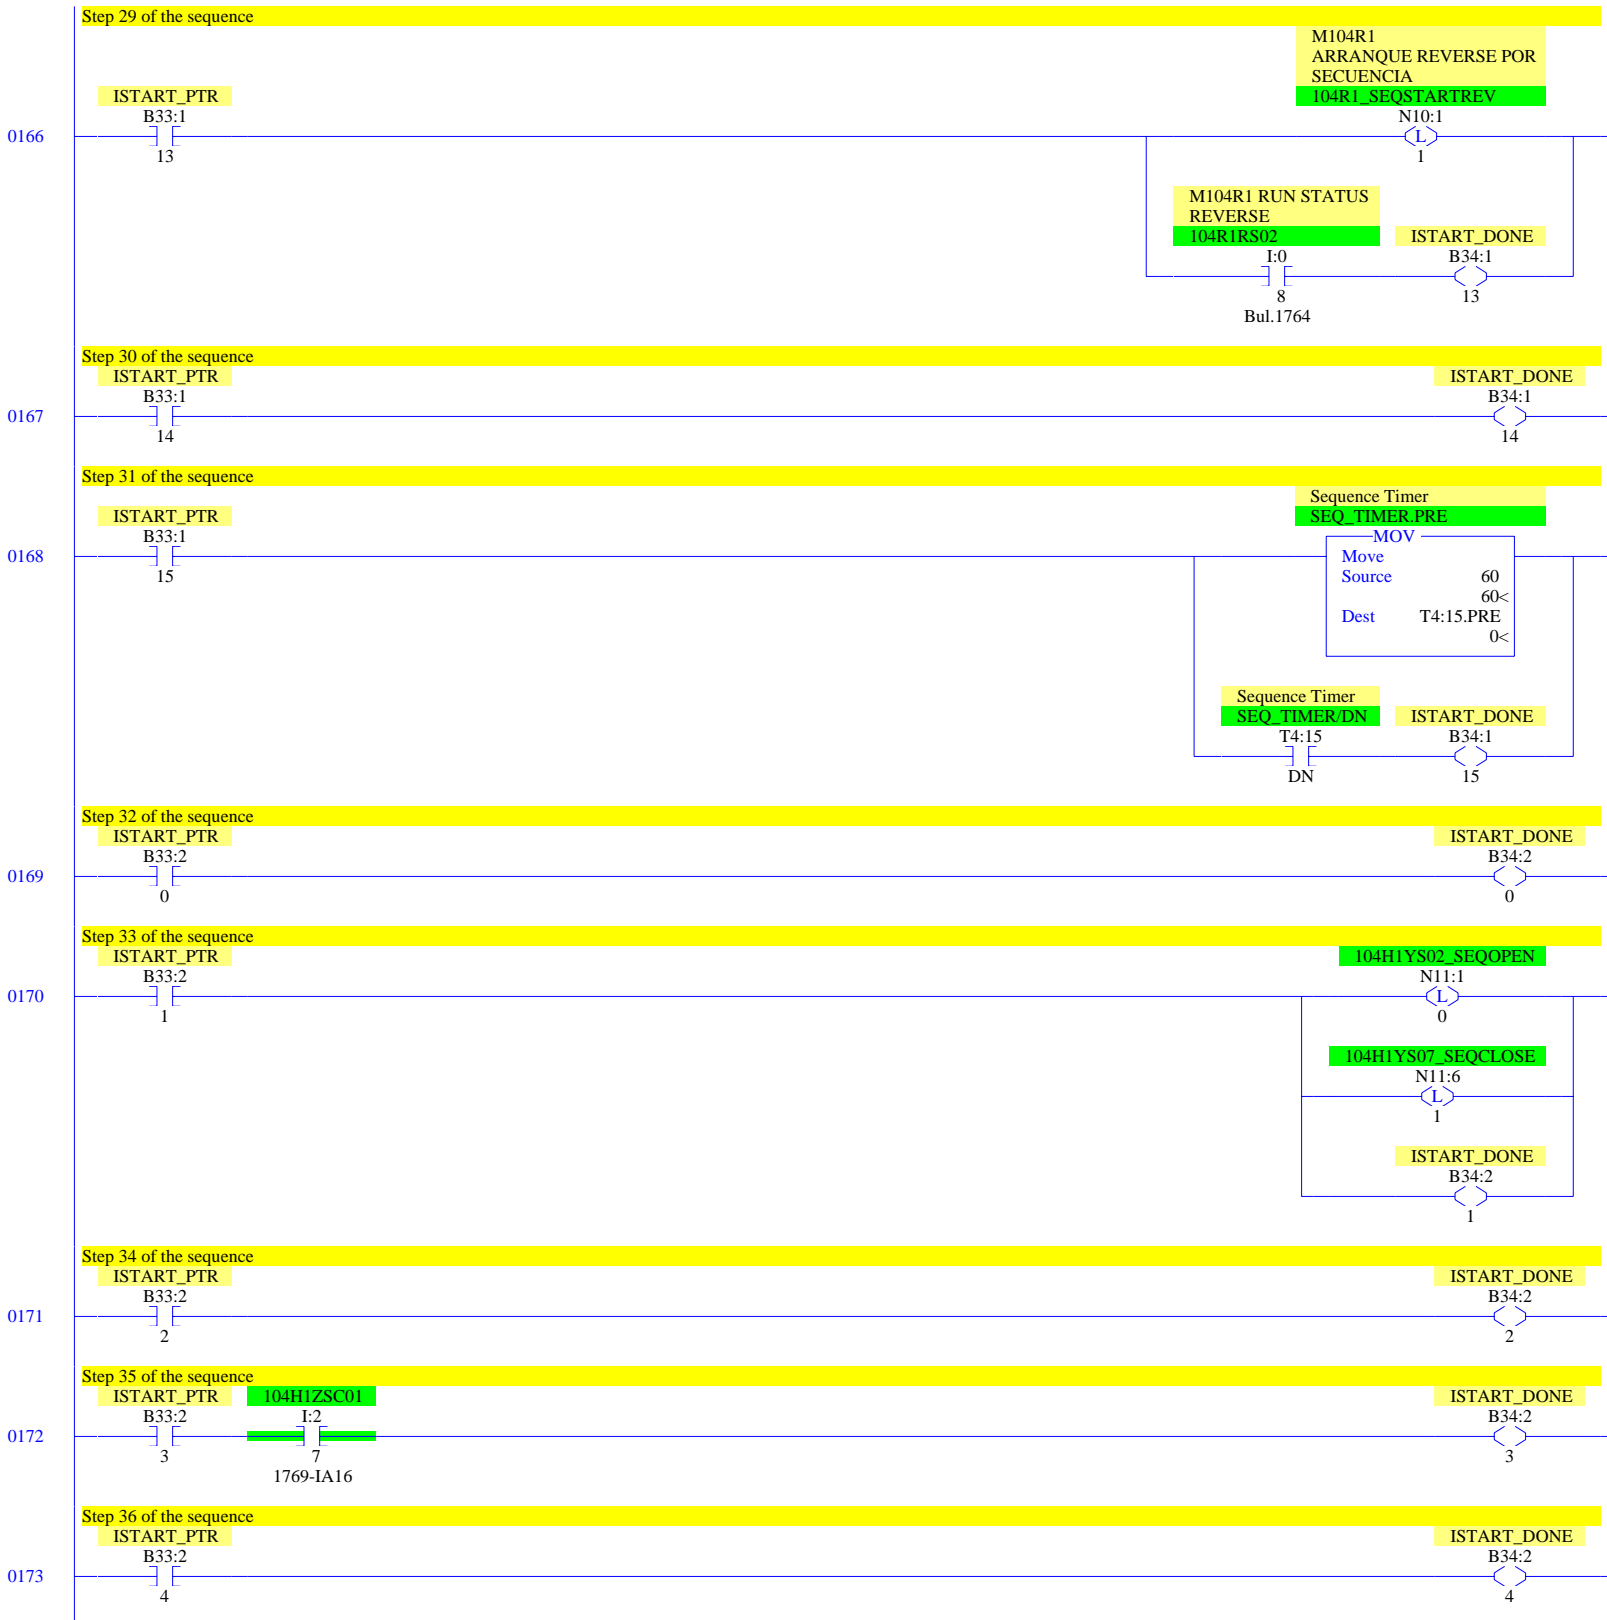 Step 29 of the sequence
M104R1
ARRANQUE REVERSE POR
SECUENCIA
ISTART_PTR
104R1_SEQSTARTREV
B33:1
N10:1
0166
L
13
1
M104R1 RUN STATUS
REVERSE
104R1RS02
ISTART_DONE
I:0
B34:1
8
13
Bul.1764
Step 30 of the sequence
ISTART_PTR
ISTART_DONE
B33:1
B34:1
0167
14
14
Step 31 of the sequence
Sequence Timer
ISTART_PTR
SEQ_TIMER.PRE
B33:1
MOV
0168
Move
15
Source 60
60<
Dest T4:15.PRE
0<
Sequence Timer
SEQ_TIMER/DN
ISTART_DONE
T4:15
B34:1
DN
15
Step 32 of the sequence
ISTART_PTR
ISTART_DONE
B33:2
B34:2
0169
0
0
Step 33 of the sequence
ISTART_PTR
104H1YS02_SEQOPEN
B33:2
N11:1
0170
L
1
0
104H1YS07_SEQCLOSE
N11:6
L
1
ISTART_DONE
B34:2
1
Step 34 of the sequence
ISTART_PTR
ISTART_DONE
B33:2
B34:2
0171
2
2
Step 35 of the sequence
ISTART_PTR
104H1ZSC01
ISTART_DONE
B33:2
I:2
B34:2
0172
3
7
3
1769-IA16
Step 36 of the sequence
ISTART_PTR
ISTART_DONE
B33:2
B34:2
0173
4
4